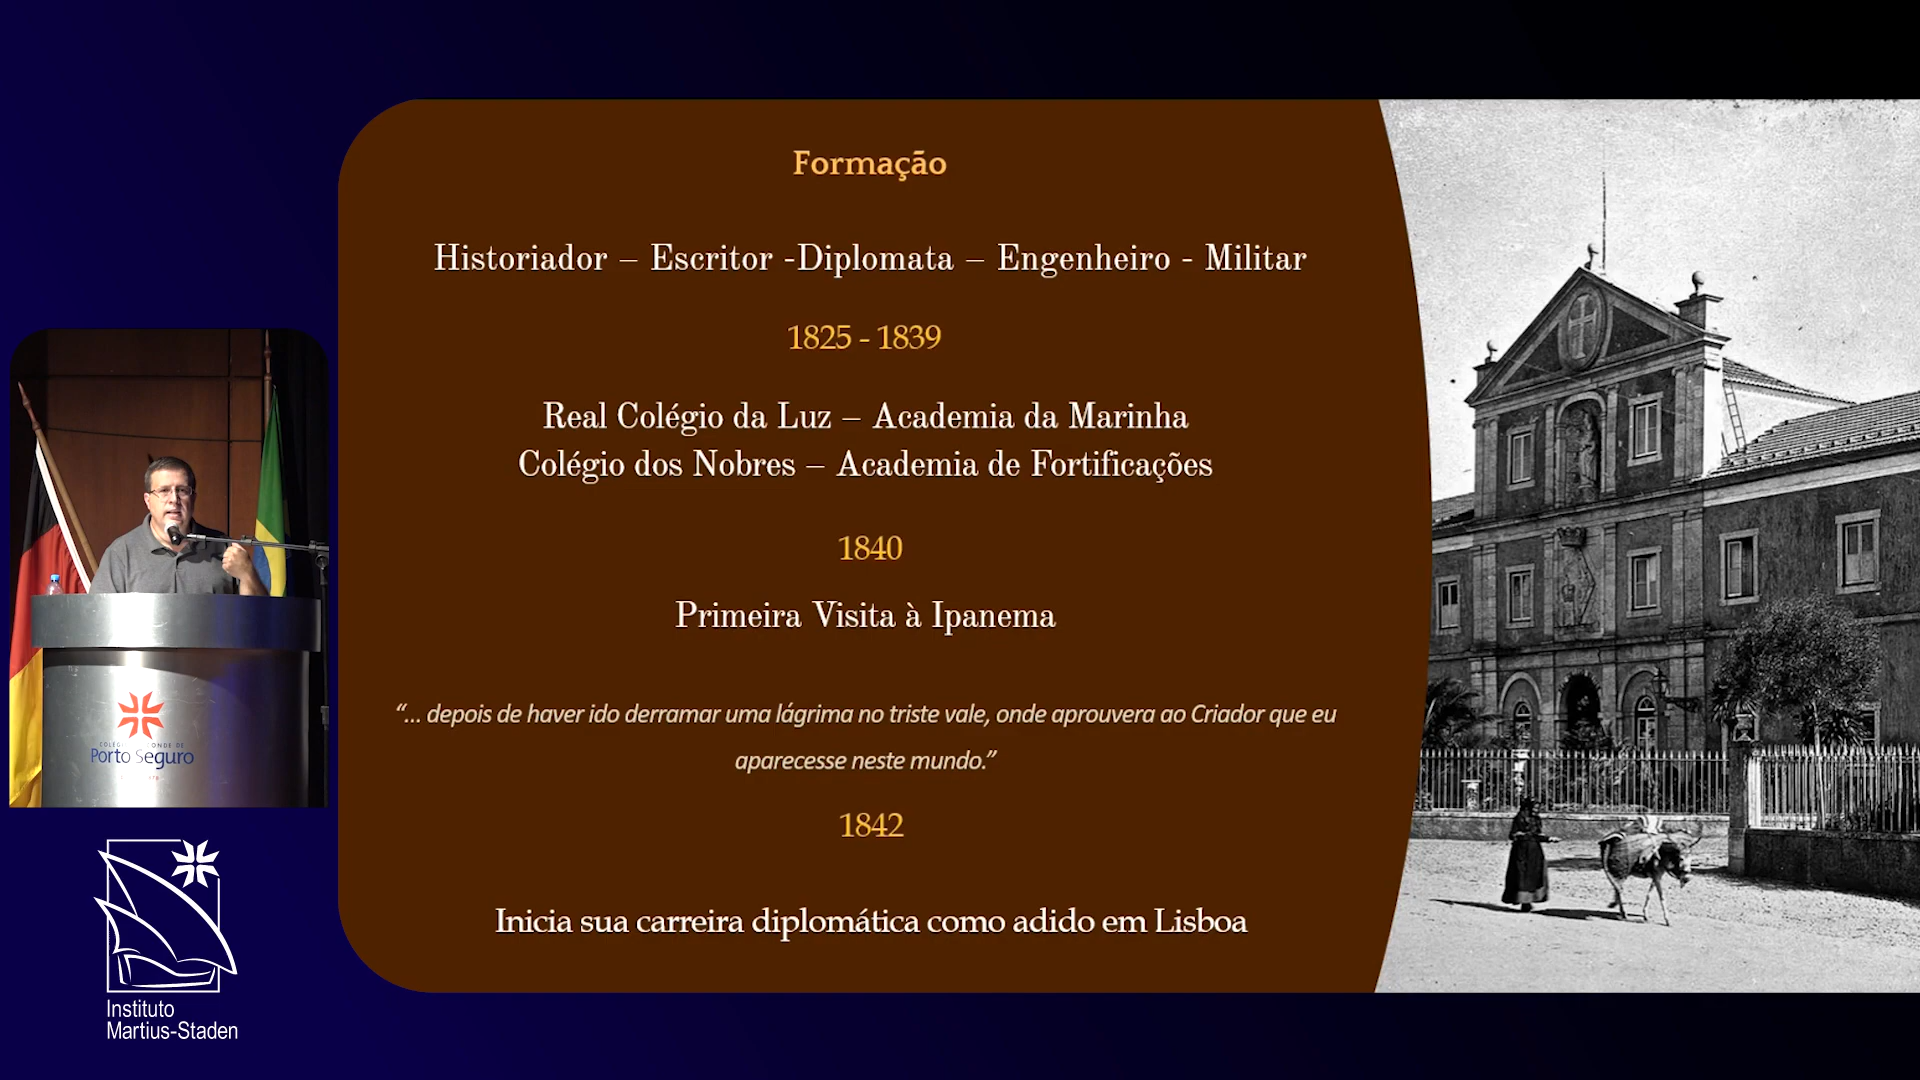 Formação
Historiador – Escritor -Diplomata – Engenheiro - Militar
1825 - 1839
Real Colégio da Luz – Academia da Marinha
Colégio dos Nobres – Academia de Fortificações
1840
Primeira Visita à Ipanema
“... depois de haver ido derramar uma lágrima no triste vale, onde aprouvera ao Criador que eu
aparecesse neste mundo.”
1842
Inicia sua carreira diplomática como adido em Lisboa
Porto Seguro
Instituto
Martius-Staden